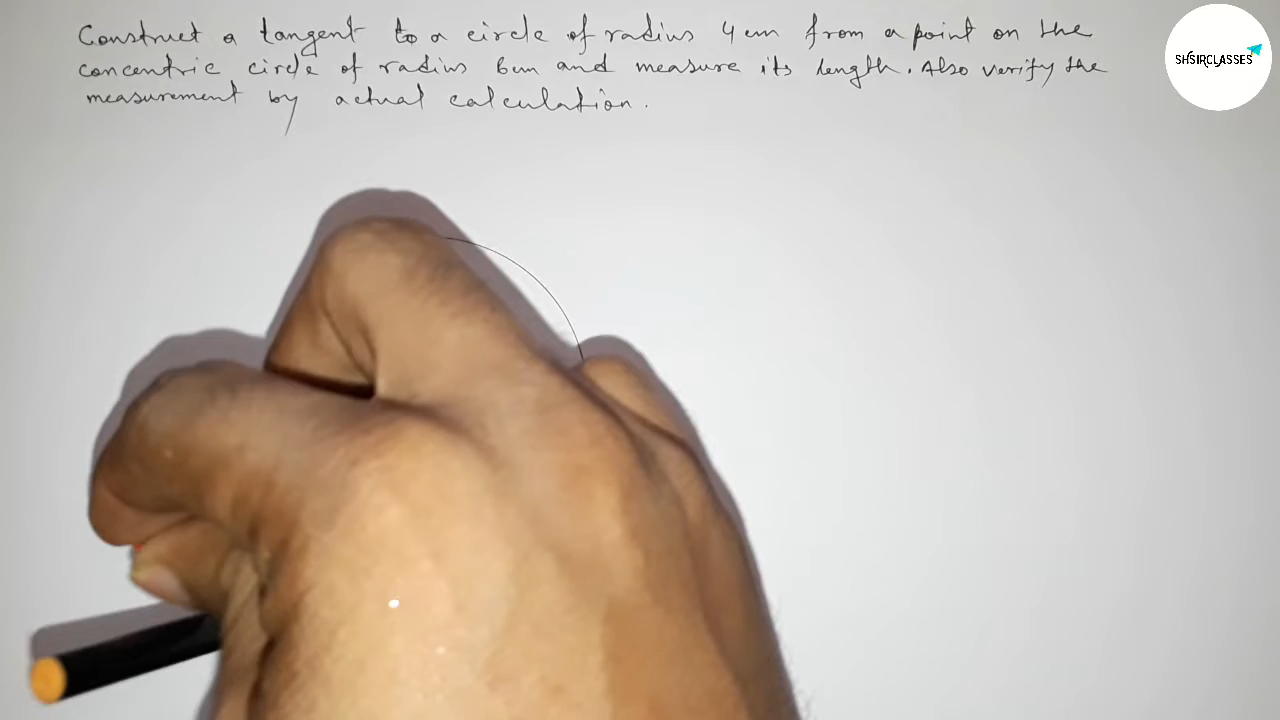 Construct a tangent to a circle of radius 4 cm from a point on the
concentric circle of radius 6cm and measure its length. Also verify the
measurement by actual calculation.
SHSIRCLASSES